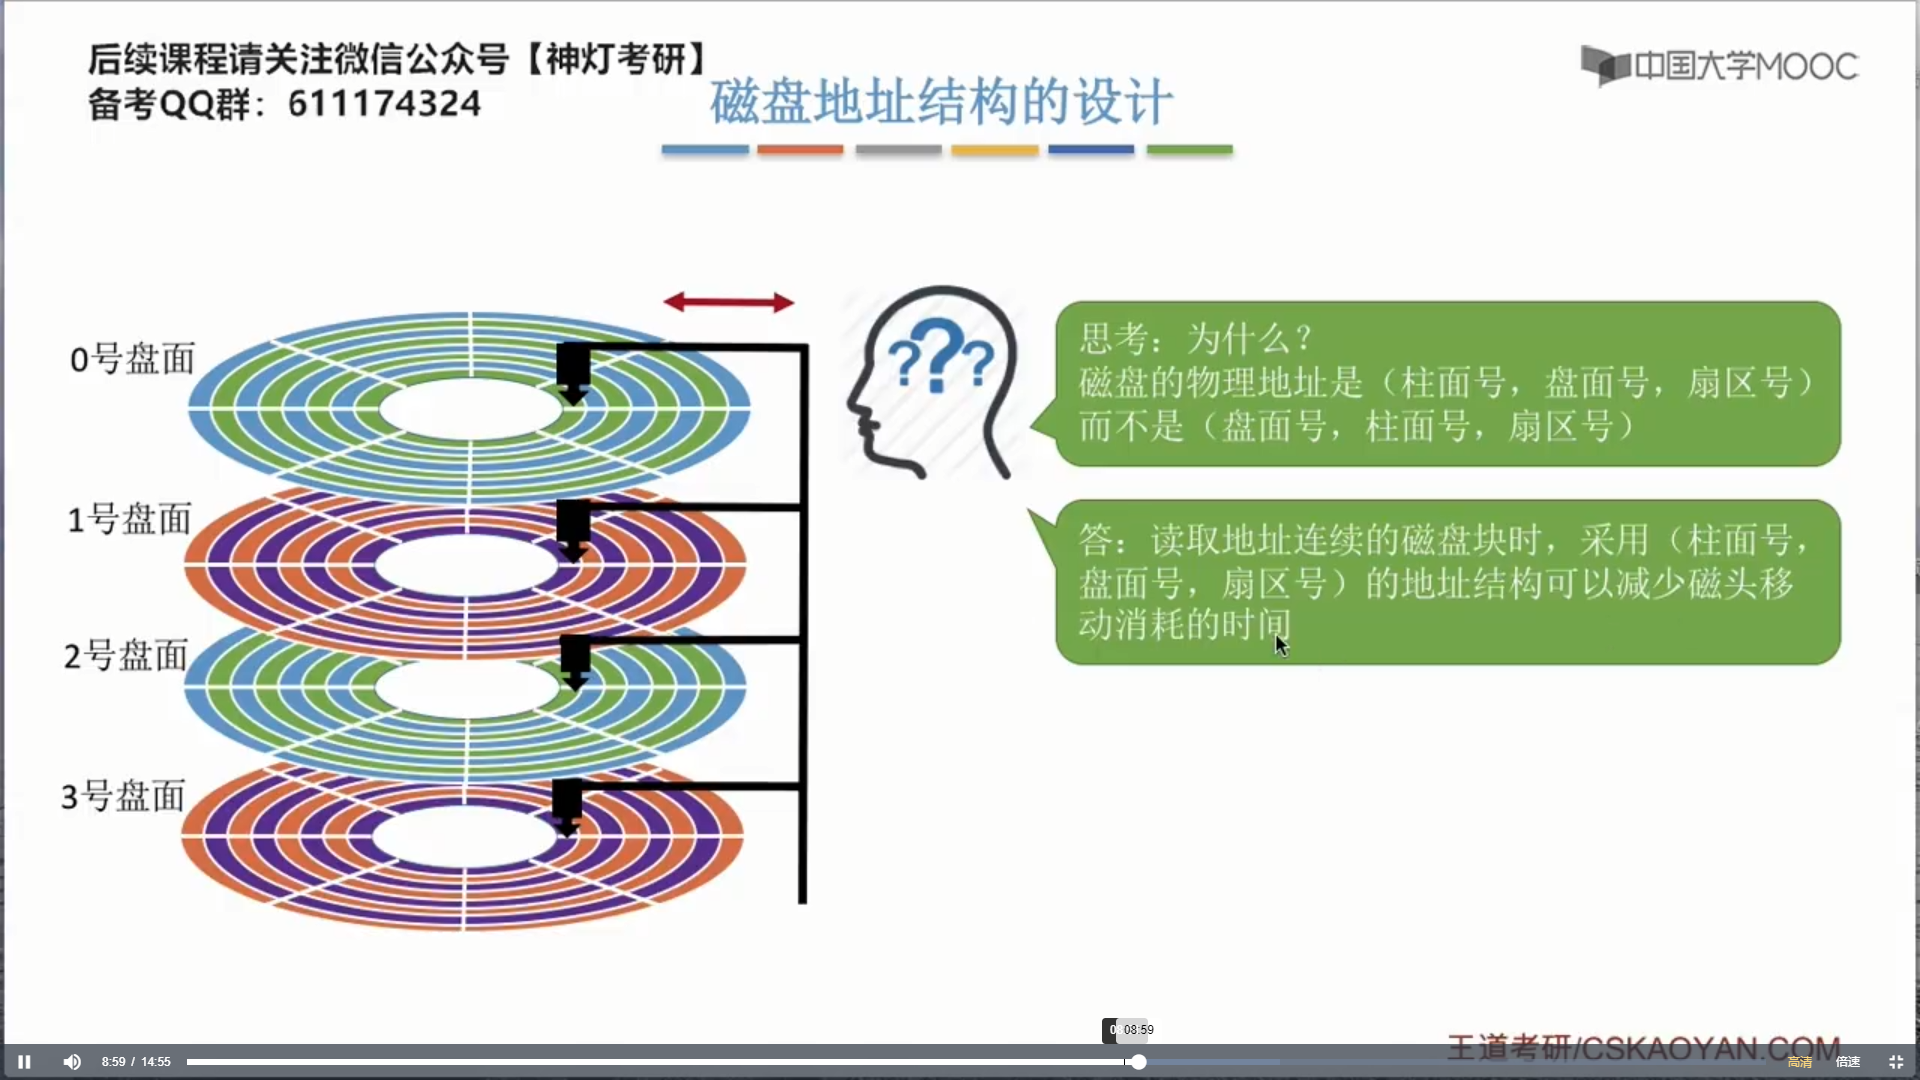 后续课程请关注微信公众号【神灯考研】
备考QQ群：611174324
中国大学MOOC
磁盘地址结构的设计
0号盘面
1号盘面
2号盘面
3号盘面
???
思考：为什么？
磁盘的物理地址是（柱面号，盘面号，扇区号）
而不是（盘面号，柱面号，扇区号）
答：读取地址连续的磁盘块时，采用（柱面号，
盘面号，扇区号）的地址结构可以减少磁头移
动消耗的时间
08:59
王道考研/CSKAOYAN.COM
8:59 / 14:55
高清
倍速